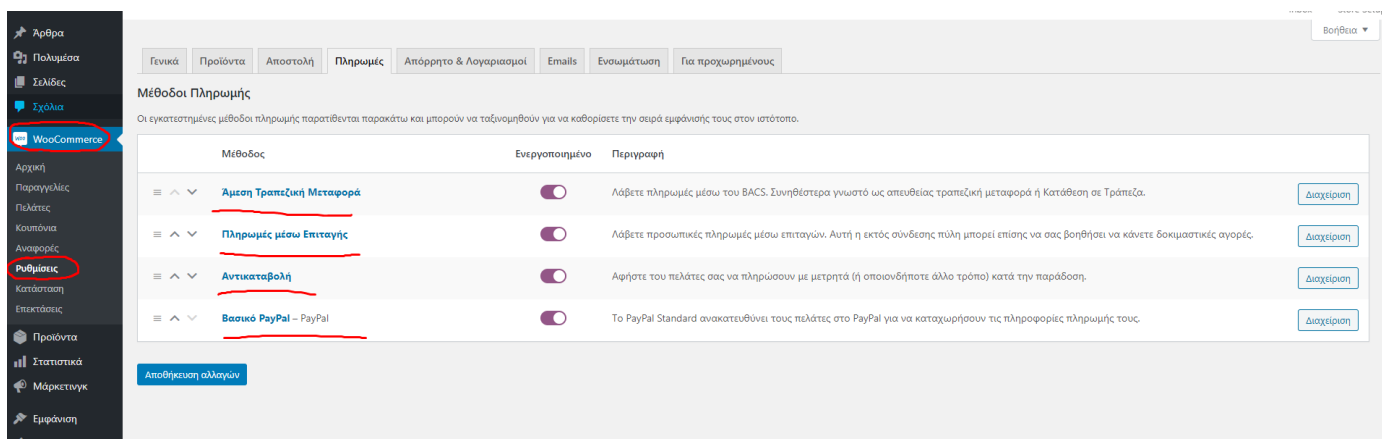 Βοήθεια ▼
Άρθρα
Πολυμέσα
Σελίδες
Σχόλια
WooCommerce
Αρχική
Παραγγελίες
Πελάτες
Κουπόνια
Αναφορές
Ρυθμίσεις
Κατάσταση
Επεκτάσεις
Προϊόντα
Στατιστικά
Μάρκετινγκ
Εμφάνιση
Γενικά Προϊόντα Αποστολή Πληρωμές Απόρρητο & Λογαριασμοί Emails Ενσωμάτωση Για προχωρημένους
Μέθοδοι Πληρωμής
Οι εγκατεστημένες μέθοδοι πληρωμής παρατίθενται παρακάτω και μπορούν να ταξινομηθούν για να καθορίσετε την σειρά εμφάνισής τους στον ιστότοπο.
Μέθοδος Ενεργοποιημένο Περιγραφή
Άμεση Τραπεζική Μεταφορά Λάβετε πληρωμές μέσω του BACS. Συνηθέστερα γνωστό ως απευθείας τραπεζική μεταφορά ή Κατάθεση σε Τράπεζα. Διαχείριση
Πληρωμές μέσω Επιταγής Λάβετε προσωπικές πληρωμές μέσω επιταγών. Αυτή η εκτός σύνδεσης πύλη μπορεί επίσης να σας βοηθήσει να κάνετε δοκιμαστικές αγορές. Διαχείριση
Αντικαταβολή Αφήστε του πελάτες σας να πληρώσουν με μετρητά (ή οποιονδήποτε άλλο τρόπο) κατά την παράδοση. Διαχείριση
Βασικό PayPal – PayPal Το PayPal Standard ανακατευθύνει τους πελάτες στο PayPal για να καταχωρήσουν τις πληροφορίες πληρωμής τους. Διαχείριση
Αποθήκευση αλλαγών